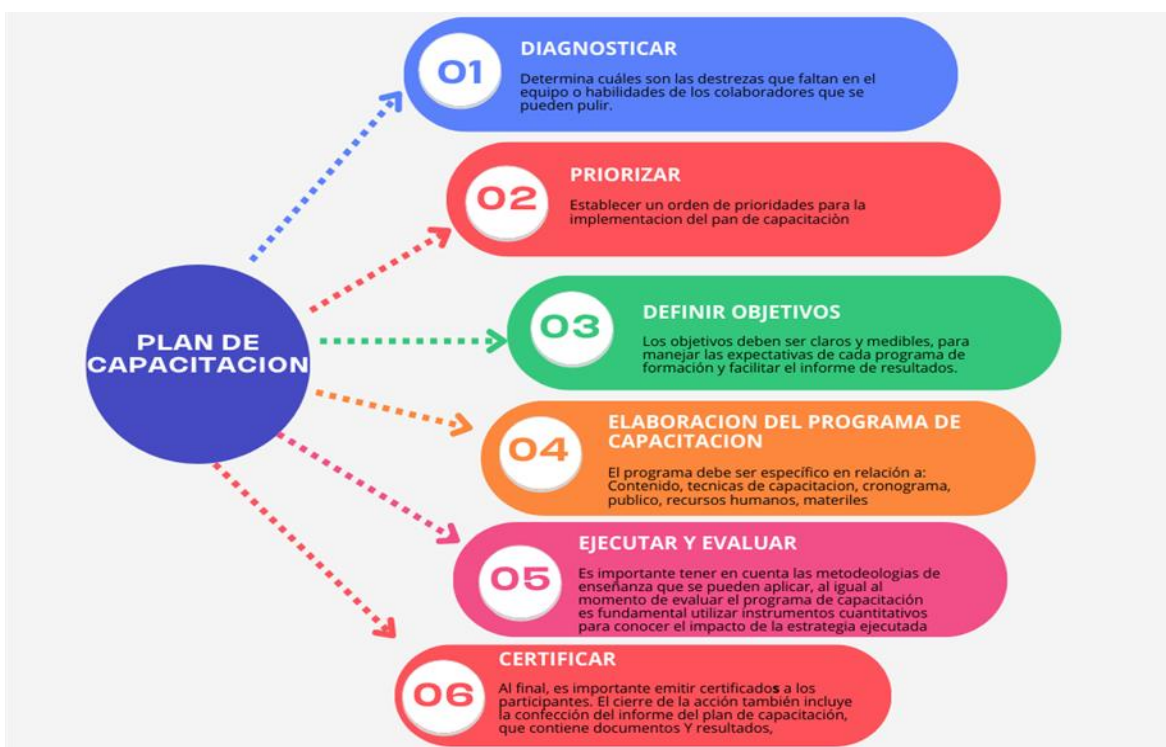 PLAN DE
CAPACITACION
01
DIAGNOSTICAR
Determina cuáles son las destrezas que faltan en el
equipo o habilidades de los colaboradores que se
pueden pulir.
02
PRIORIZAR
Establecer un orden de prioridades para la
implementacion del pan de capacitaciòn
03
DEFINIR OBJETIVOS
Los objetivos deben ser claros y medibles, para
manejar las expectativas de cada programa de
formación y facilitar el informe de resultados.
04
ELABORACION DEL PROGRAMA DE
CAPACITACION
El programa debe ser específico en relación a:
Contenido, tecnicas de capacitacion, cronograma,
publico, recursos humanos, materiles
05
EJECUTAR Y EVALUAR
Es importante tener en cuenta las metodeologias de
enseñanza que se pueden aplicar, al igual al
momento de evaluar el programa de capacitación
es fundamental utilizar instrumentos cuantitativos
para conocer el impacto de la estrategia ejecutada
06
CERTIFICAR
Al final, es importante emitir certificados a los
participantes. El cierre de la acción también incluye
la confección del informe del plan de capacitación,
que contiene documentos Y resultados,